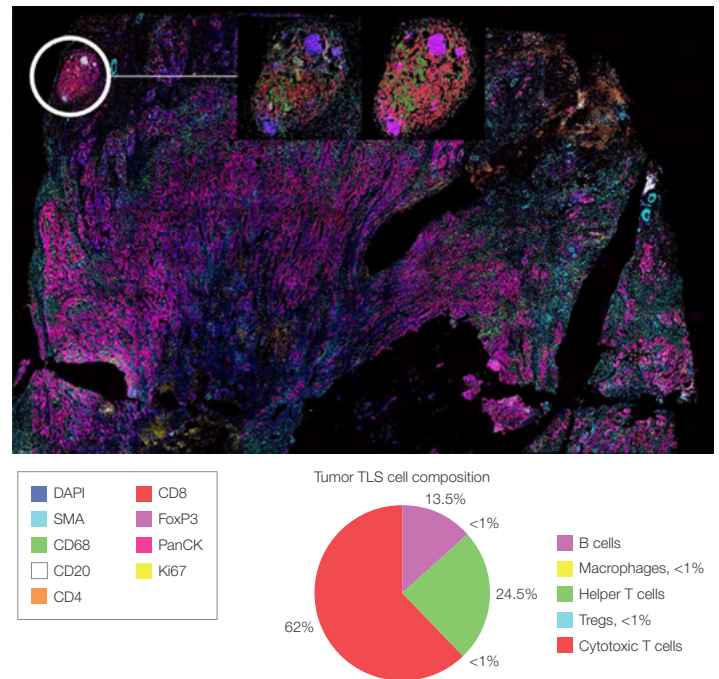 DAPI
SMA
CD68
CD20
CD4
CD8
FoxP3
PanCK
Ki67
Tumor TLS cell composition
13.5%
<1%
24.5%
<1%
62%
B cells
Macrophages, <1%
Helper T cells
Tregs, <1%
Cytotoxic T cells